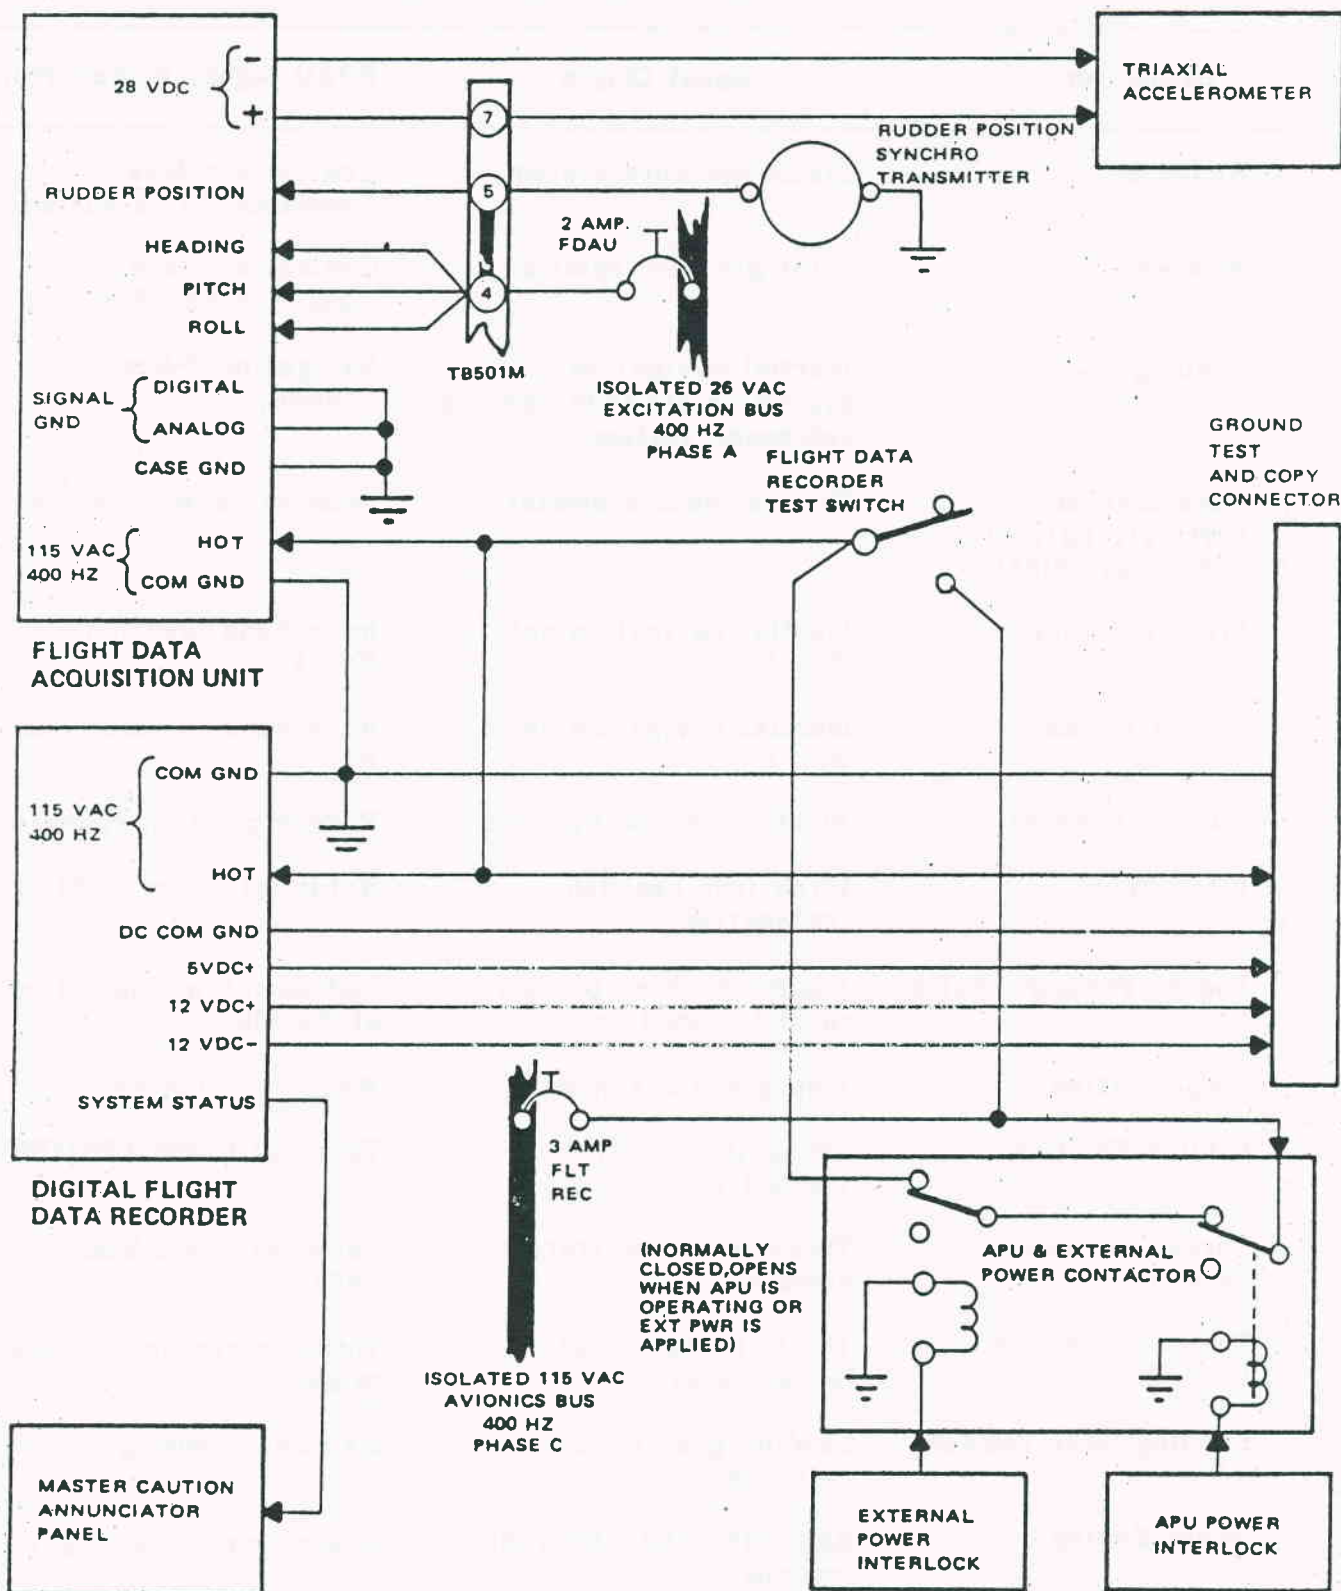 28 VDC
-
+
7
TRIAXIAL
ACCELEROMETER
RUDDER POSITION
SYNCHRO
TRANSMITTER
RUDDER POSITION
5
2 AMP.
FDAU
HEADING
PITCH
ROLL
4
TB501M
ISOLATED 26 VAC
EXCITATION BUS
400 HZ
PHASE A
SIGNAL
GND
DIGITAL
ANALOG
CASE GND
FLIGHT DATA
RECORDER
TEST SWITCH
GROUND
TEST
AND COPY
CONNECTOR
115 VAC
400 HZ
HOT
COM GND
FLIGHT DATA
ACQUISITION UNIT
115 VAC
400 HZ
COM GND
HOT
DC COM GND
5VDC+
12 VDC+
12 VDC-
SYSTEM STATUS
DIGITAL FLIGHT
DATA RECORDER
3 AMP
FLT
REC
ISOLATED 115 VAC
AVIONICS BUS
400 HZ
PHASE C
(NORMALLY
CLOSED,OPENS
WHEN APU IS
OPERATING OR
EXT PWR IS
APPLIED)
APU & EXTERNAL
POWER CONTACTOR
MASTER CAUTION
ANNUNCIATOR
PANEL
EXTERNAL
POWER
INTERLOCK
APU POWER
INTERLOCK